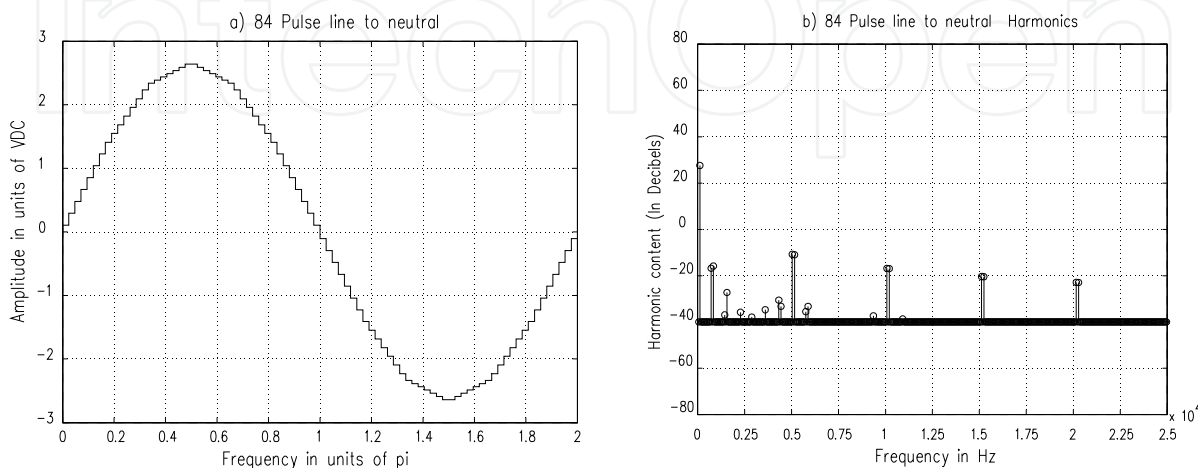 IntechOpen
a) 84 Pulse line to neutral
3
2
1
0
-1
-2
-3
Amplitude in units of VDC
0 0.2 0.4 0.6 0.8 1 1.2 1.4 1.6 1.8 2
Frequency in units of pi
b) 84 Pulse line to neutral Harmonics
80
60
40
20
0
-20
-40
-60
-80
Harmonic content (In Decibels)
0 0.25 0.5 0.75 1 1.25 1.5 1.75 2 2.25 2.5
x 10⁴
Frequency in Hz